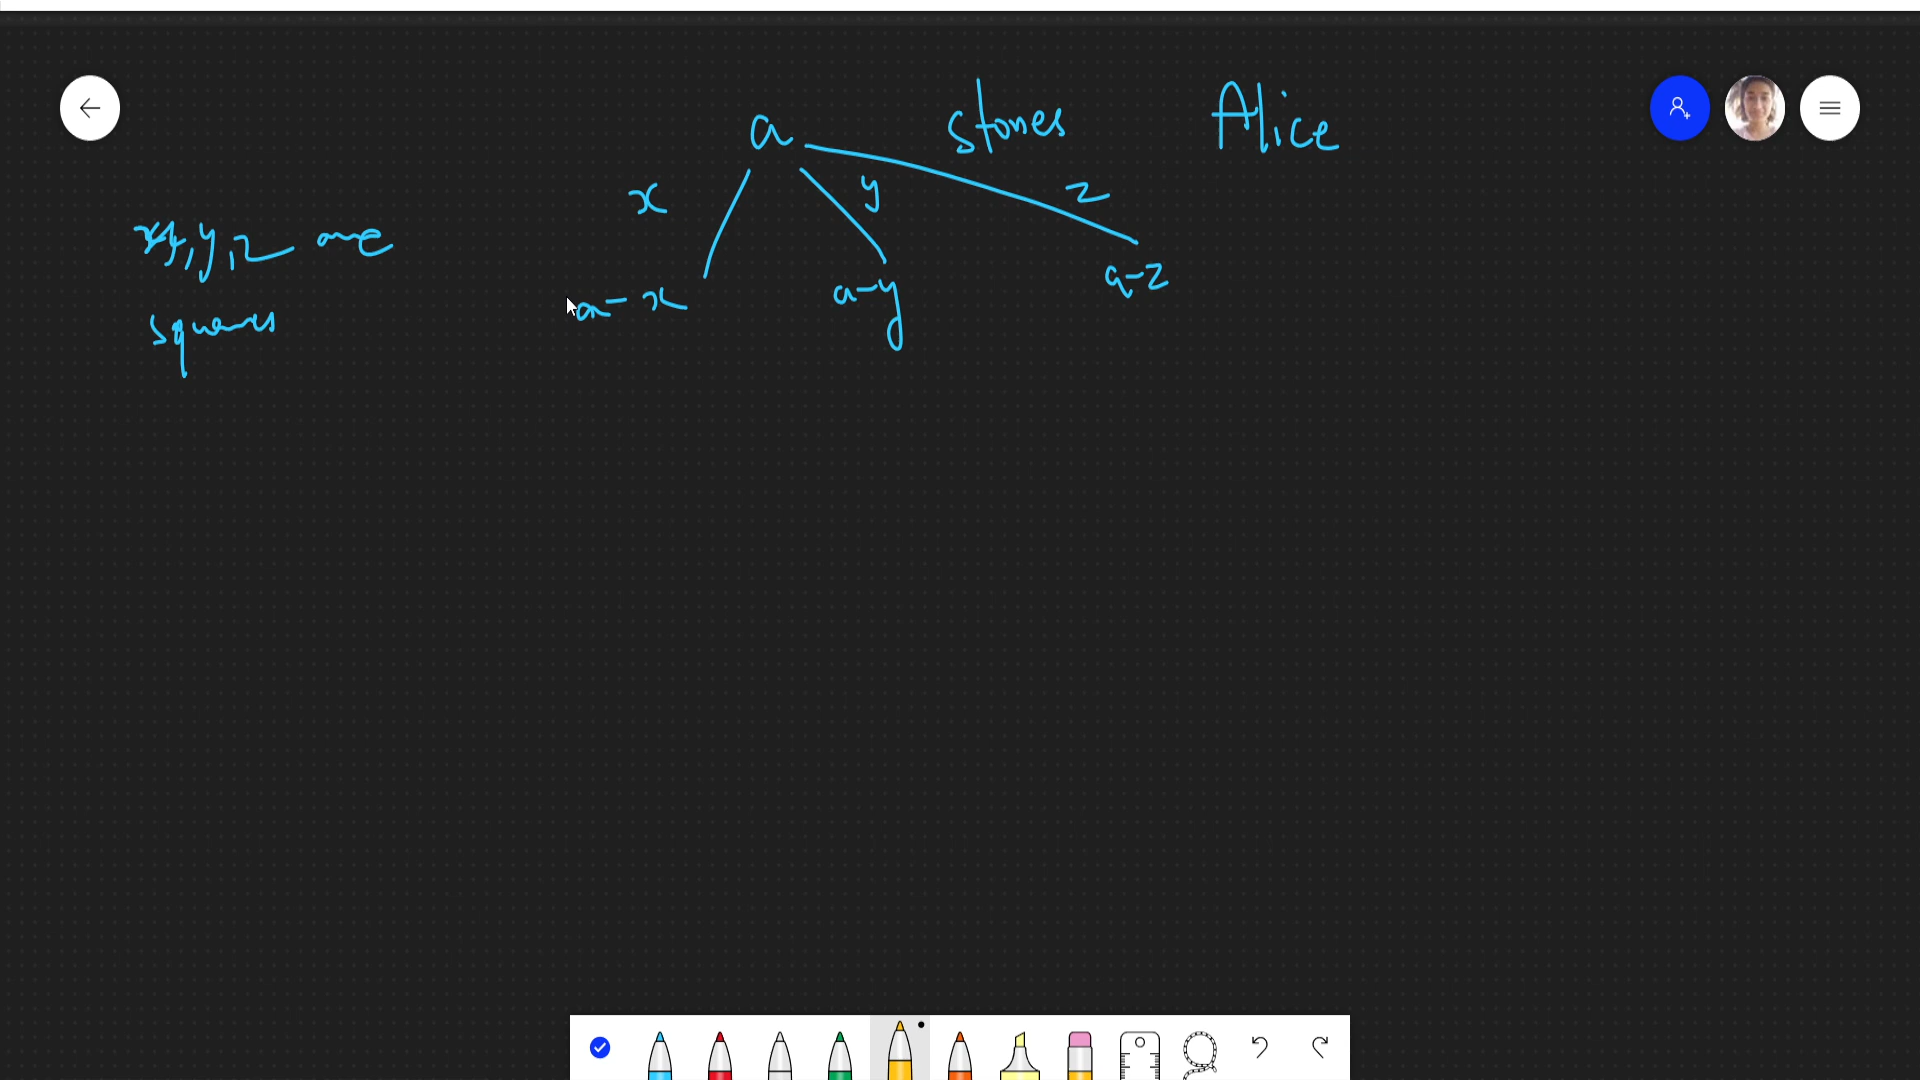 a stones Alice
x y z
x, y, z are
squares
a-x a-y a-z